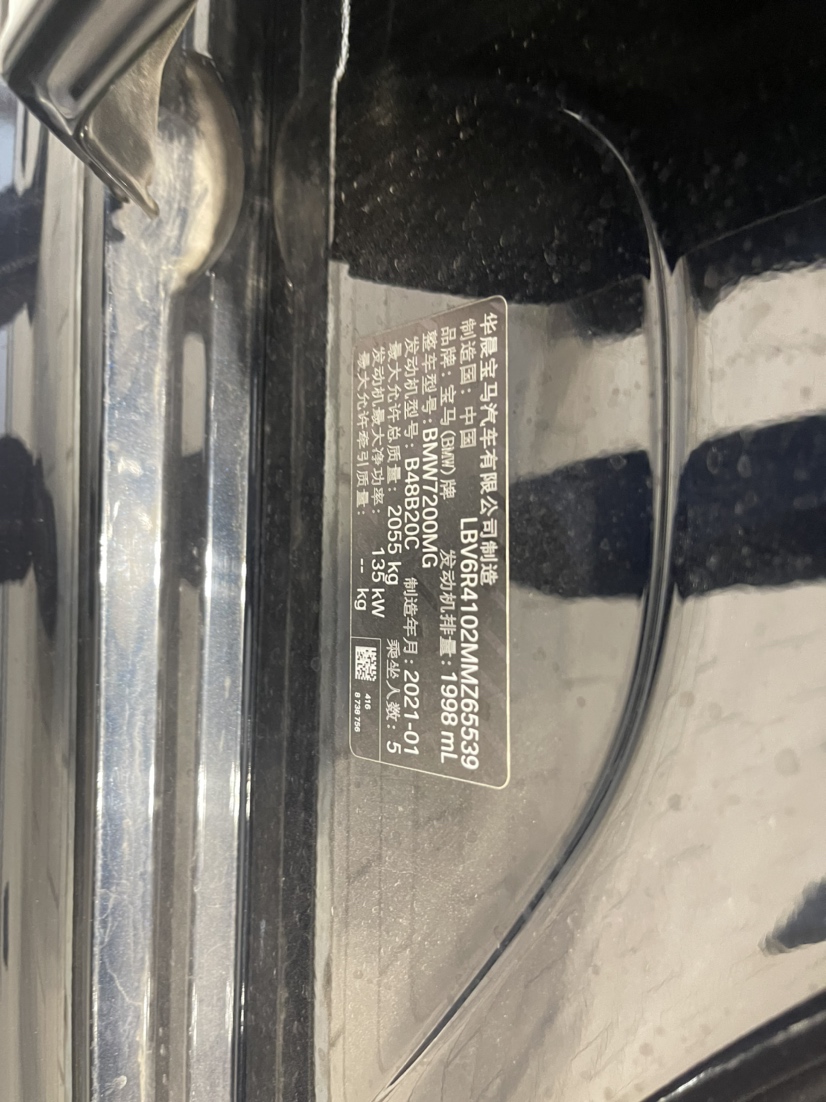 华晨宝马汽车有限公司制造
制造国：中国 LBV6R4102MMZ65539
品牌：宝马(BMW)牌 发动机排量：1998 mL
整车型号：BMW7200MG
发动机型号：B48B20C 制造年月：2021-01
最大允许总质量：2055 kg 乘坐人数：5
发动机最大净功率：135 kW
最大允许牵引质量：-- kg
416
8 738 756